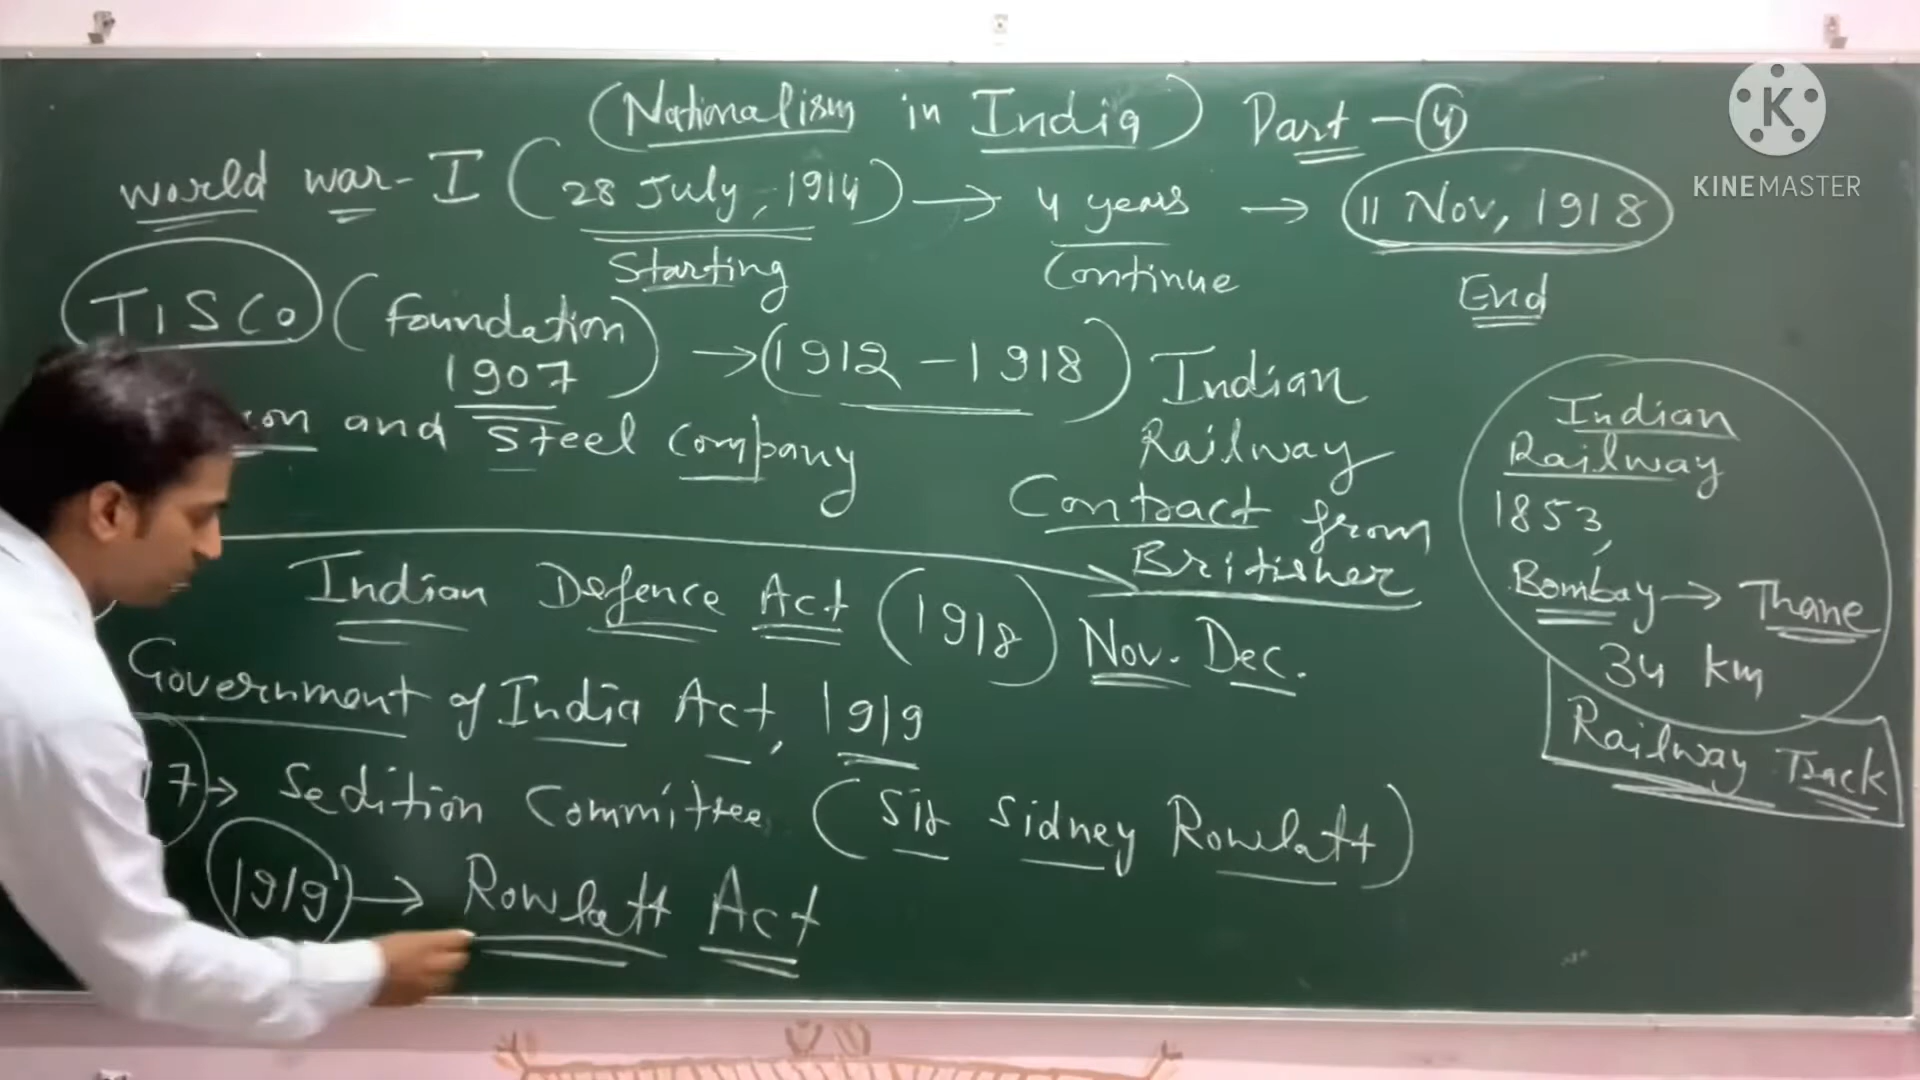 (Nationalism in India) Part - (4)
World war - I (28 July, 1914) → 4 years → 11 Nov, 1918
Starting Continue End
TISCO (Foundation 1907) → (1912 - 1918) Indian Railway Contract from Britisher
and Steel Company
Indian Railway
1853,
Bombay → Thane
34 km
Railway Track
Indian Defence Act (1918) Nov. Dec.
Government of India Act, 1919
→ Sedition Committee (Sir Sidney Rowlatt)
1919 → Rowlatt Act
K
KINEMASTER